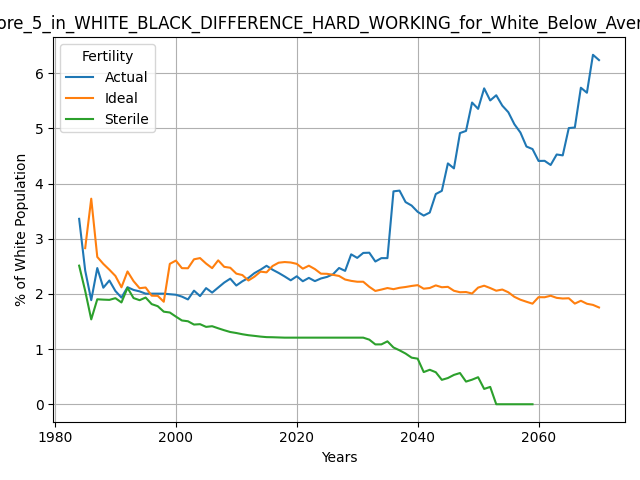 ore_5_in_WHITE_BLACK_DIFFERENCE_HARD_WORKING_for_White_Below_Aver
Fertility
Actual
Ideal
Sterile
% of White Population
6
5
4
3
2
1
0
1980 2000 2020 2040 2060
Years